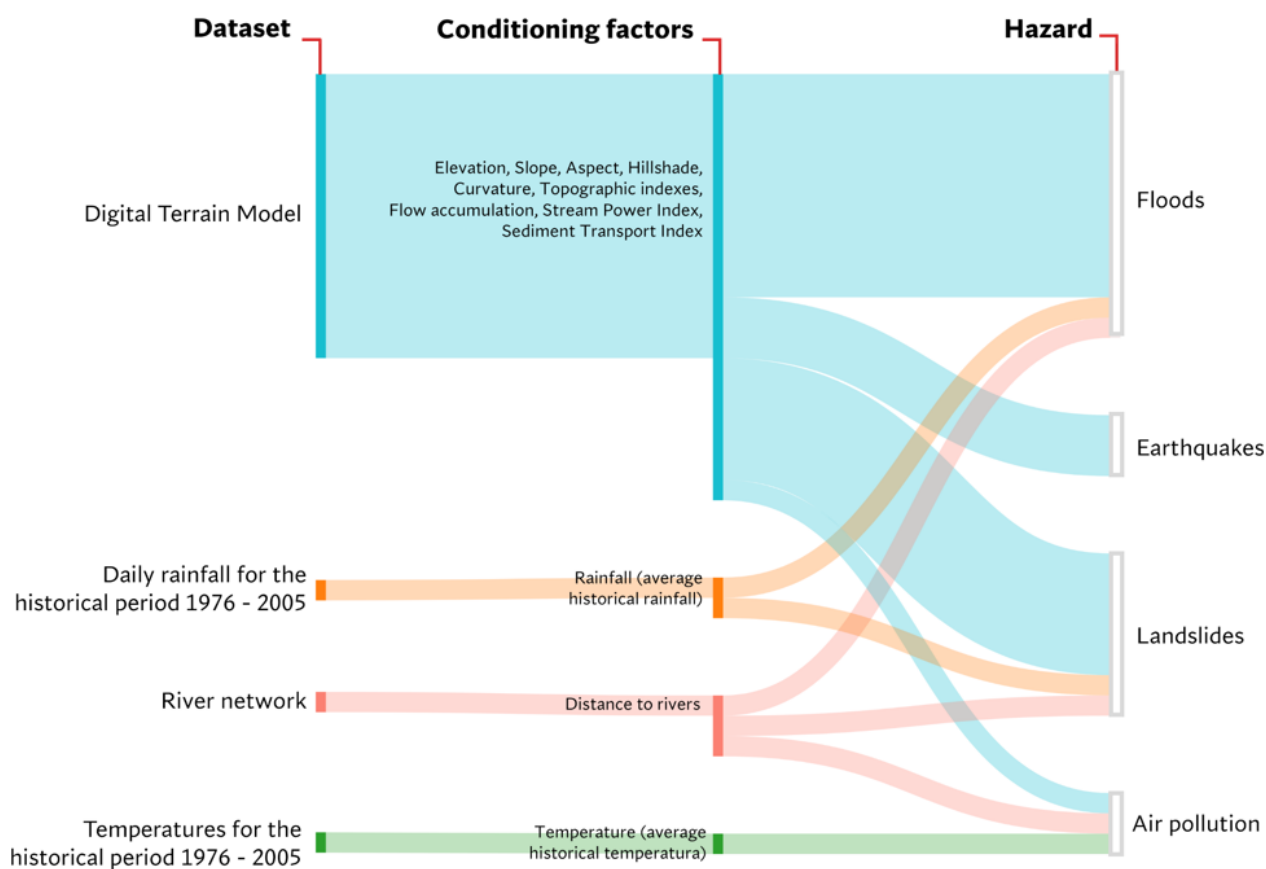 Dataset
Conditioning factors
Hazard
Elevation, Slope, Aspect, Hillshade,
Curvature, Topographic indexes,
Flow accumulation, Stream Power Index,
Sediment Transport Index
Digital Terrain Model
Floods
Earthquakes
Daily rainfall for the
historical period 1976 - 2005
Rainfall (average
historical rainfall)
Landslides
River network
Distance to rivers
Temperatures for the
historical period 1976 - 2005
Temperature (average
historical temperatura)
Air pollution